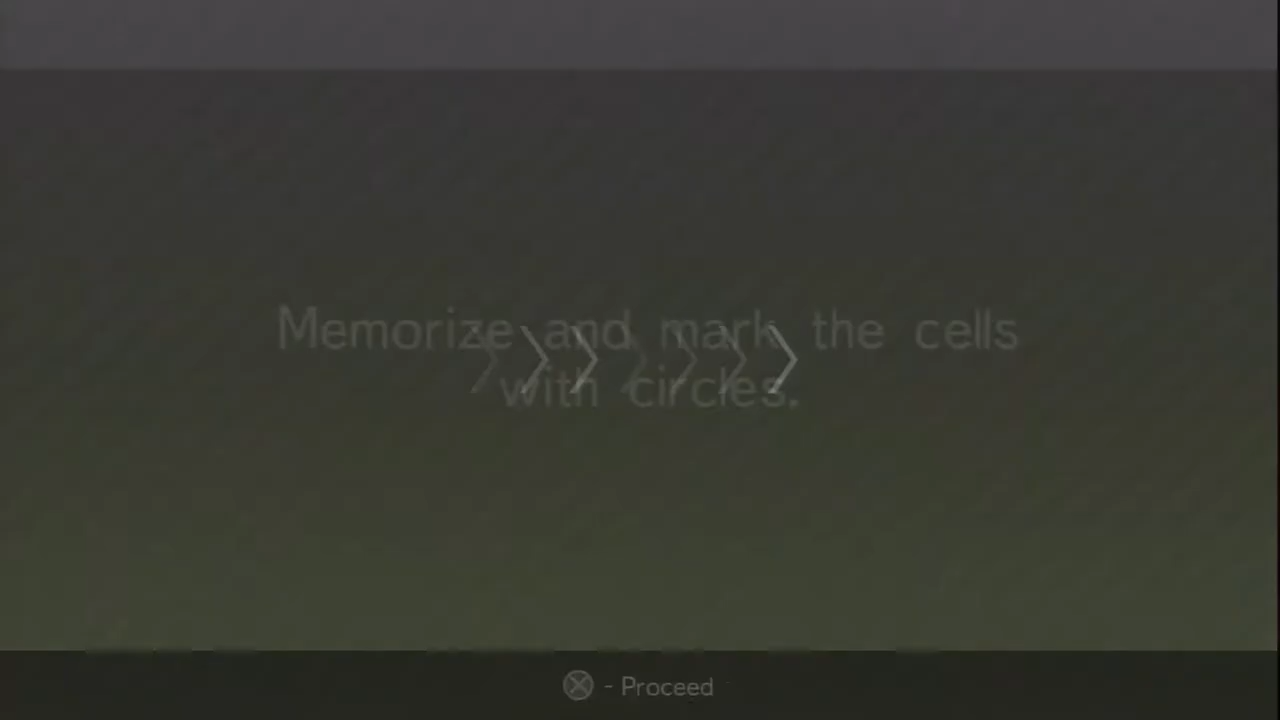 Memorize and mark the cells
with circles.
- Proceed